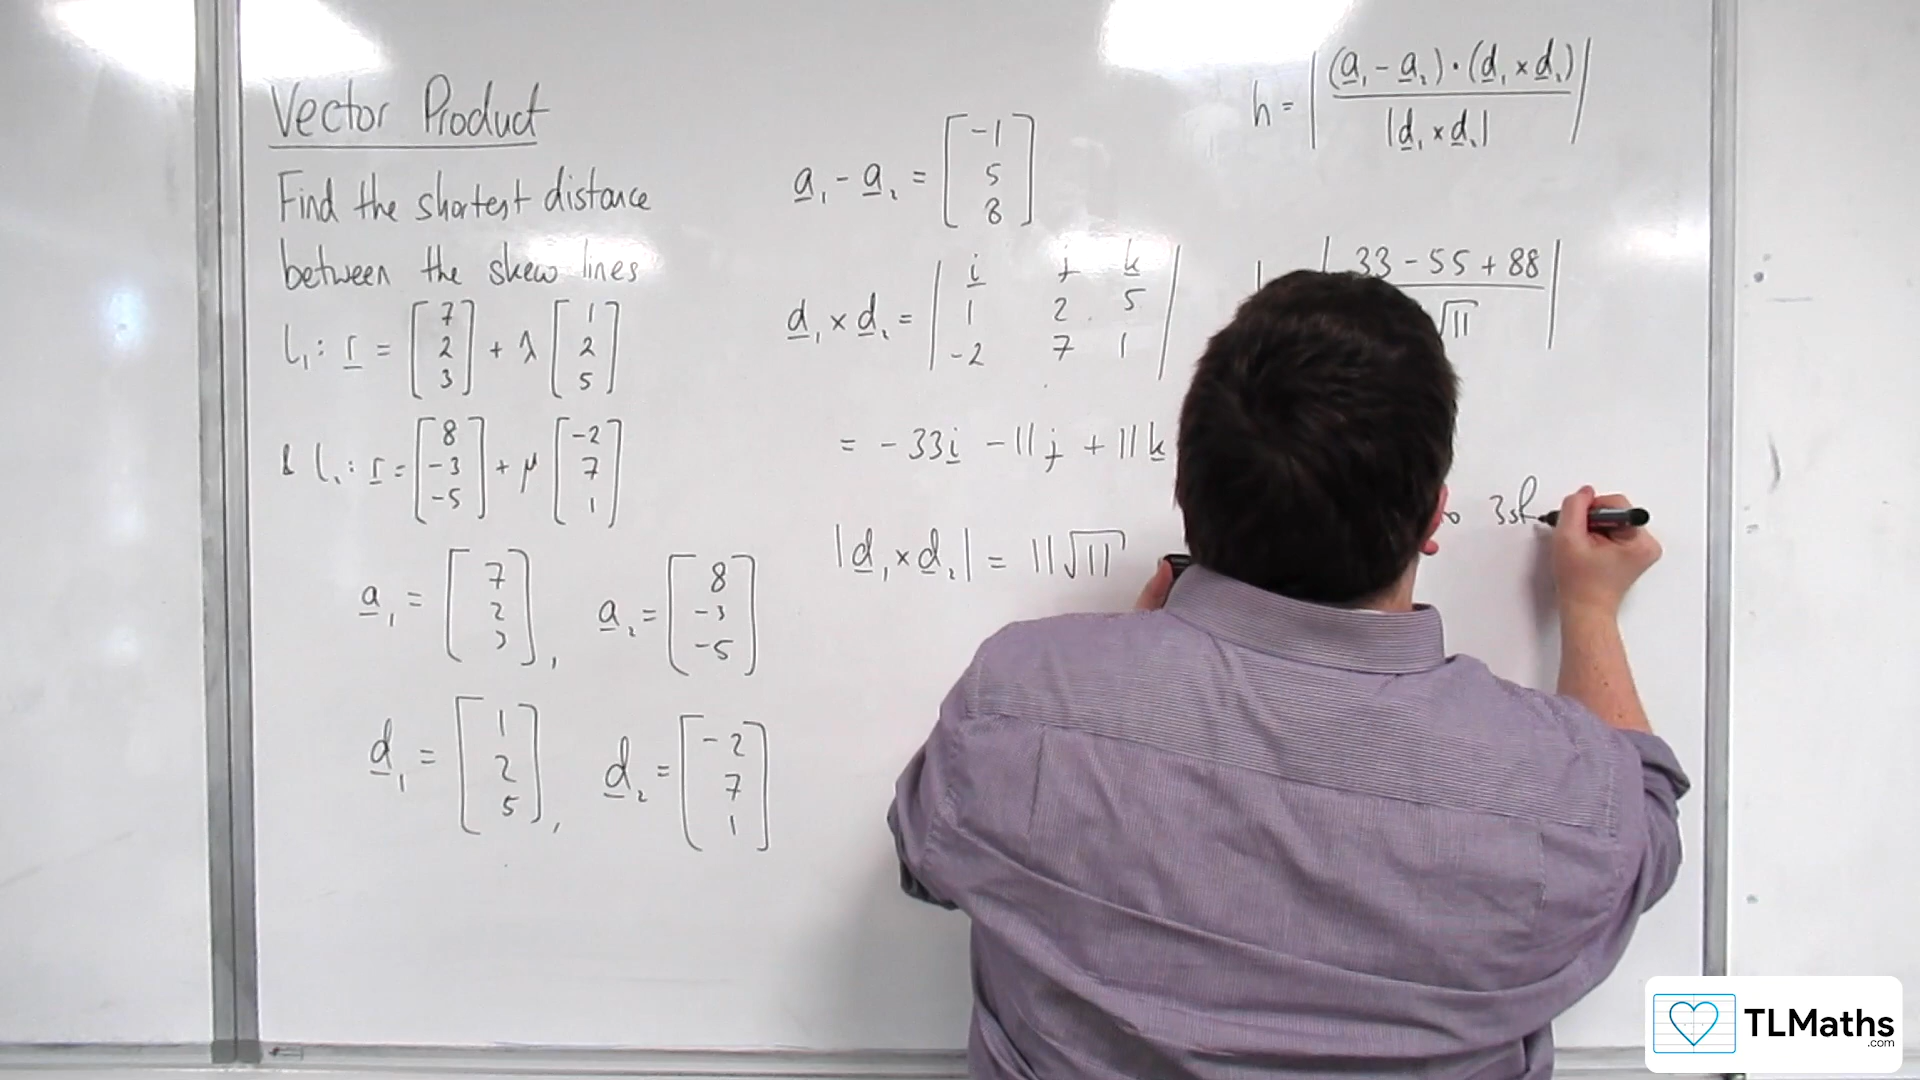 Vector Product
Find the shortest distance
between the skew lines
l₁: r = [7 2 3] + λ [1 2 5]
& l₂: r = [8 -3 -5] + μ [-2 7 1]
a₁ = [7 2 3], a₂ = [8 -3 -5]
d₁ = [1 2 5], d₂ = [-2 7 1]
a₁ - a₂ = [-1 5 8]
d₁ × d₂ = | i j k
1 2 5
-2 7 1 |
= -33i - 11j + 11k
|d₁ × d₂| = 11√11
h = | (a₁ - a₂) · (d₁ × d₂) / |d₁ × d₂| |
33 - 55 + 88
√11
3sf
TLMaths
.com